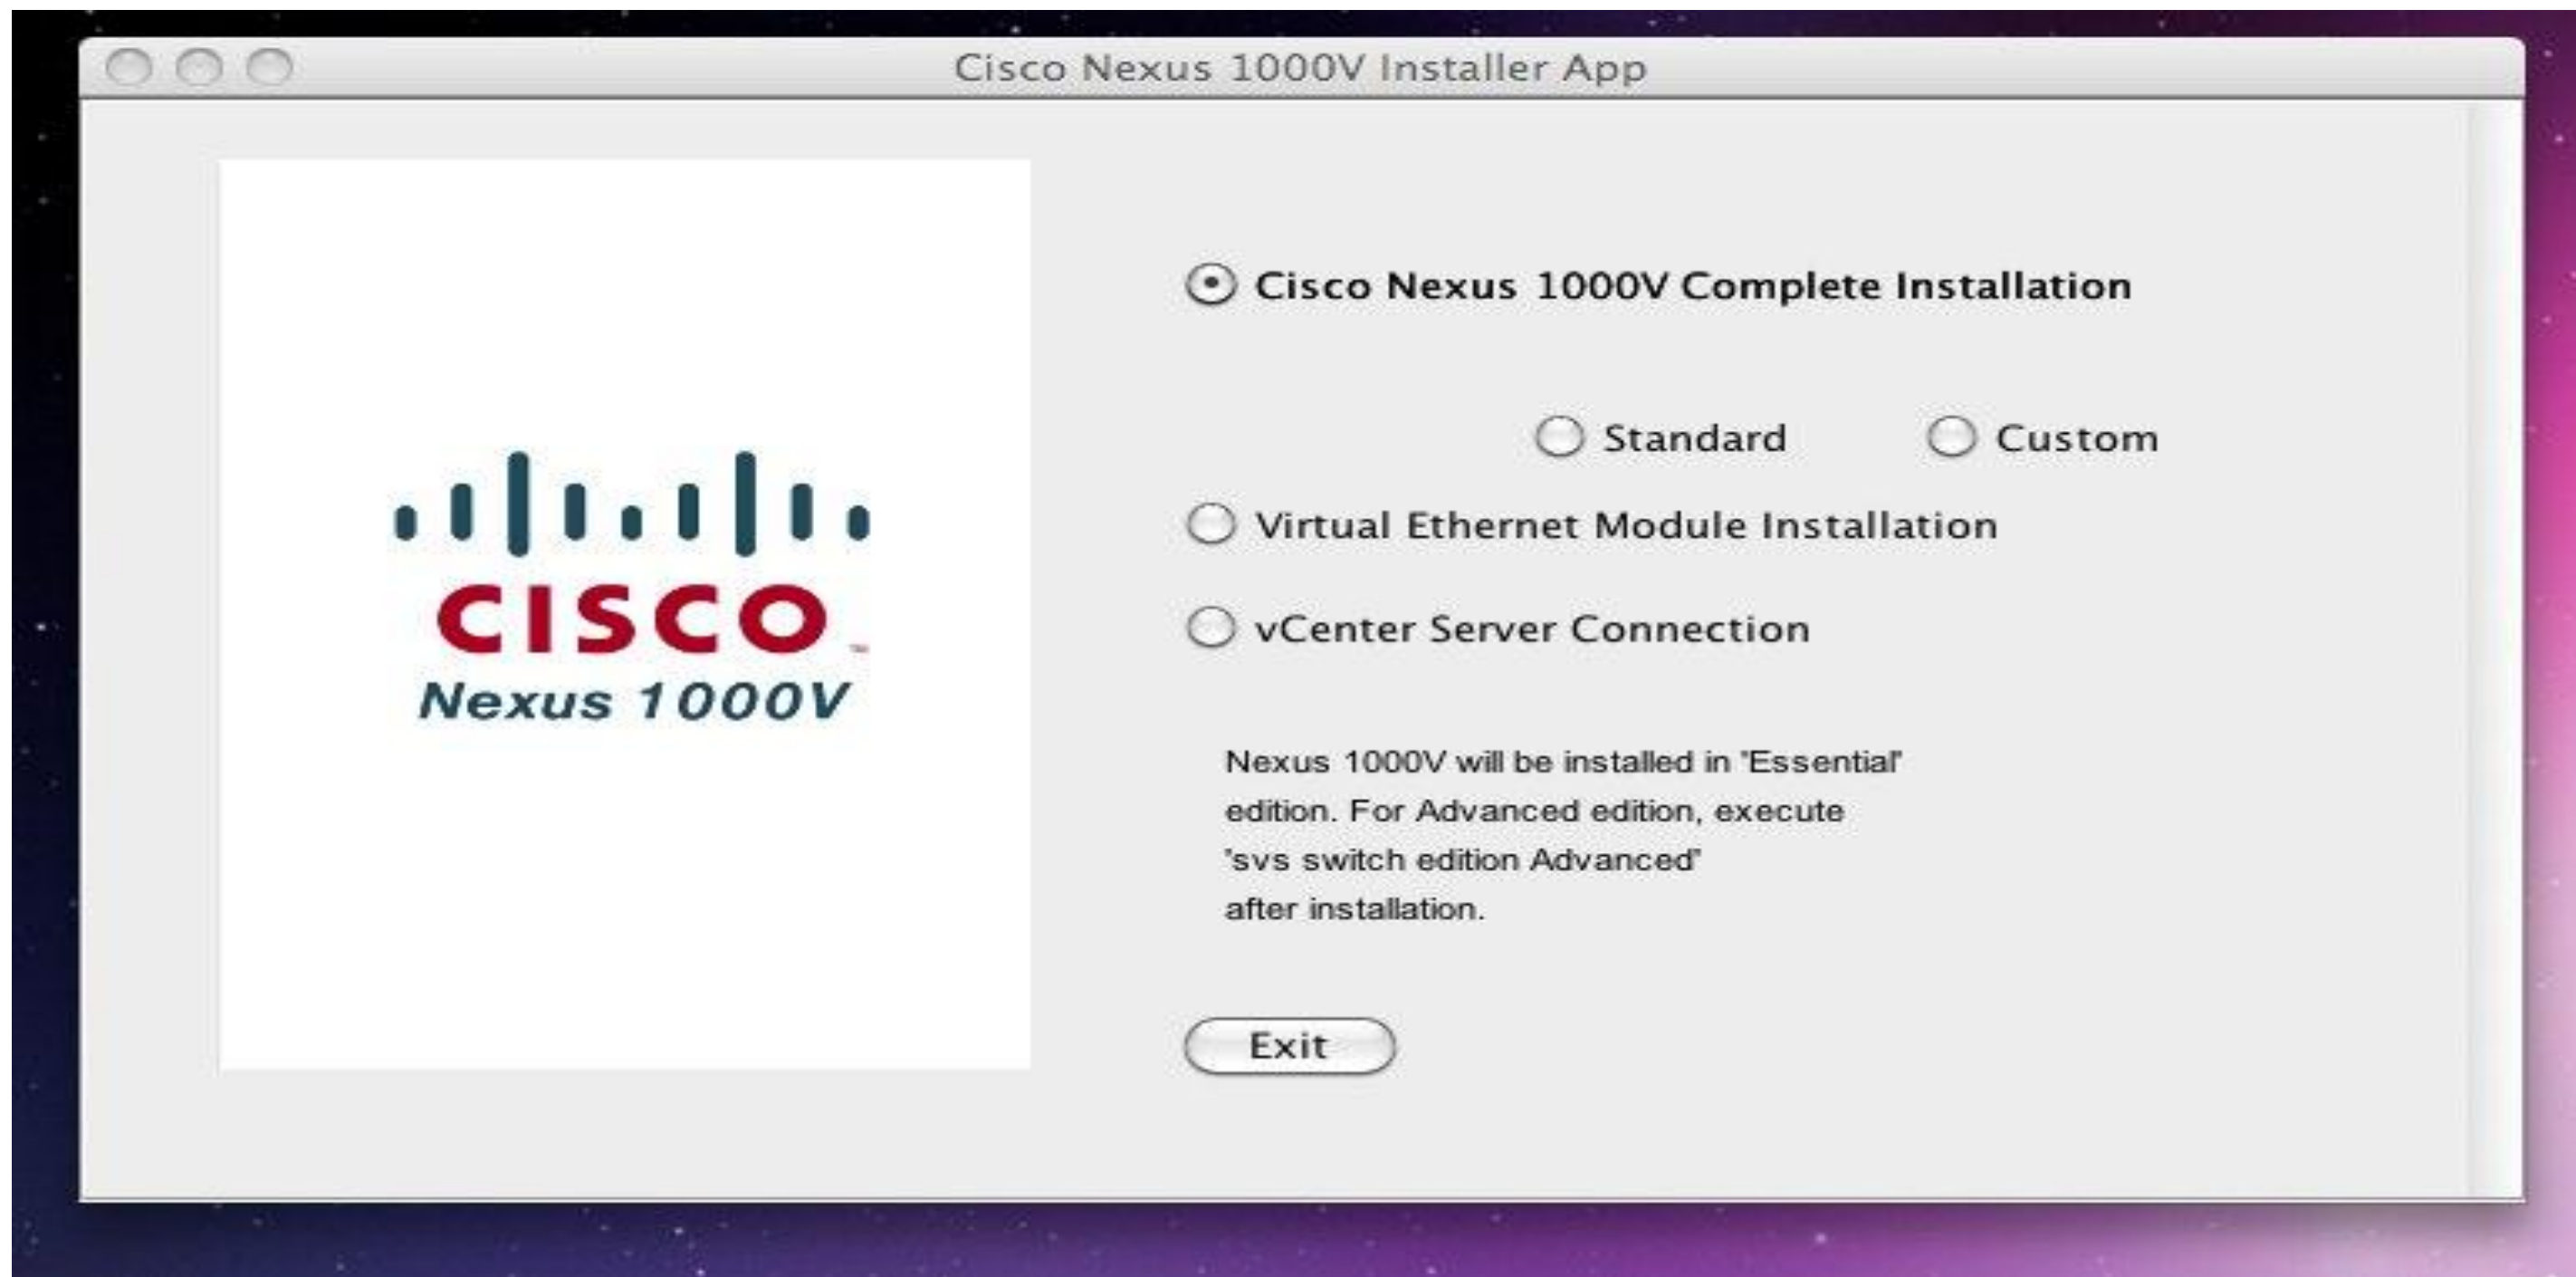 Cisco Nexus 1000V Installer App
CISCO™
Nexus 1000V
Cisco Nexus 1000V Complete Installation
Standard Custom
Virtual Ethernet Module Installation
vCenter Server Connection
Nexus 1000V will be installed in 'Essential'
edition. For Advanced edition, execute
'svs switch edition Advanced'
after installation.
Exit